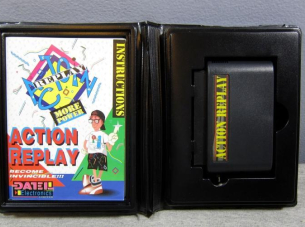 INSTRUCTIONS
MORE
POWER
ACTION
REPLAY
BECOME
INVINCIBLE!!!
DATEL
Electronics
ACTION REPLAY